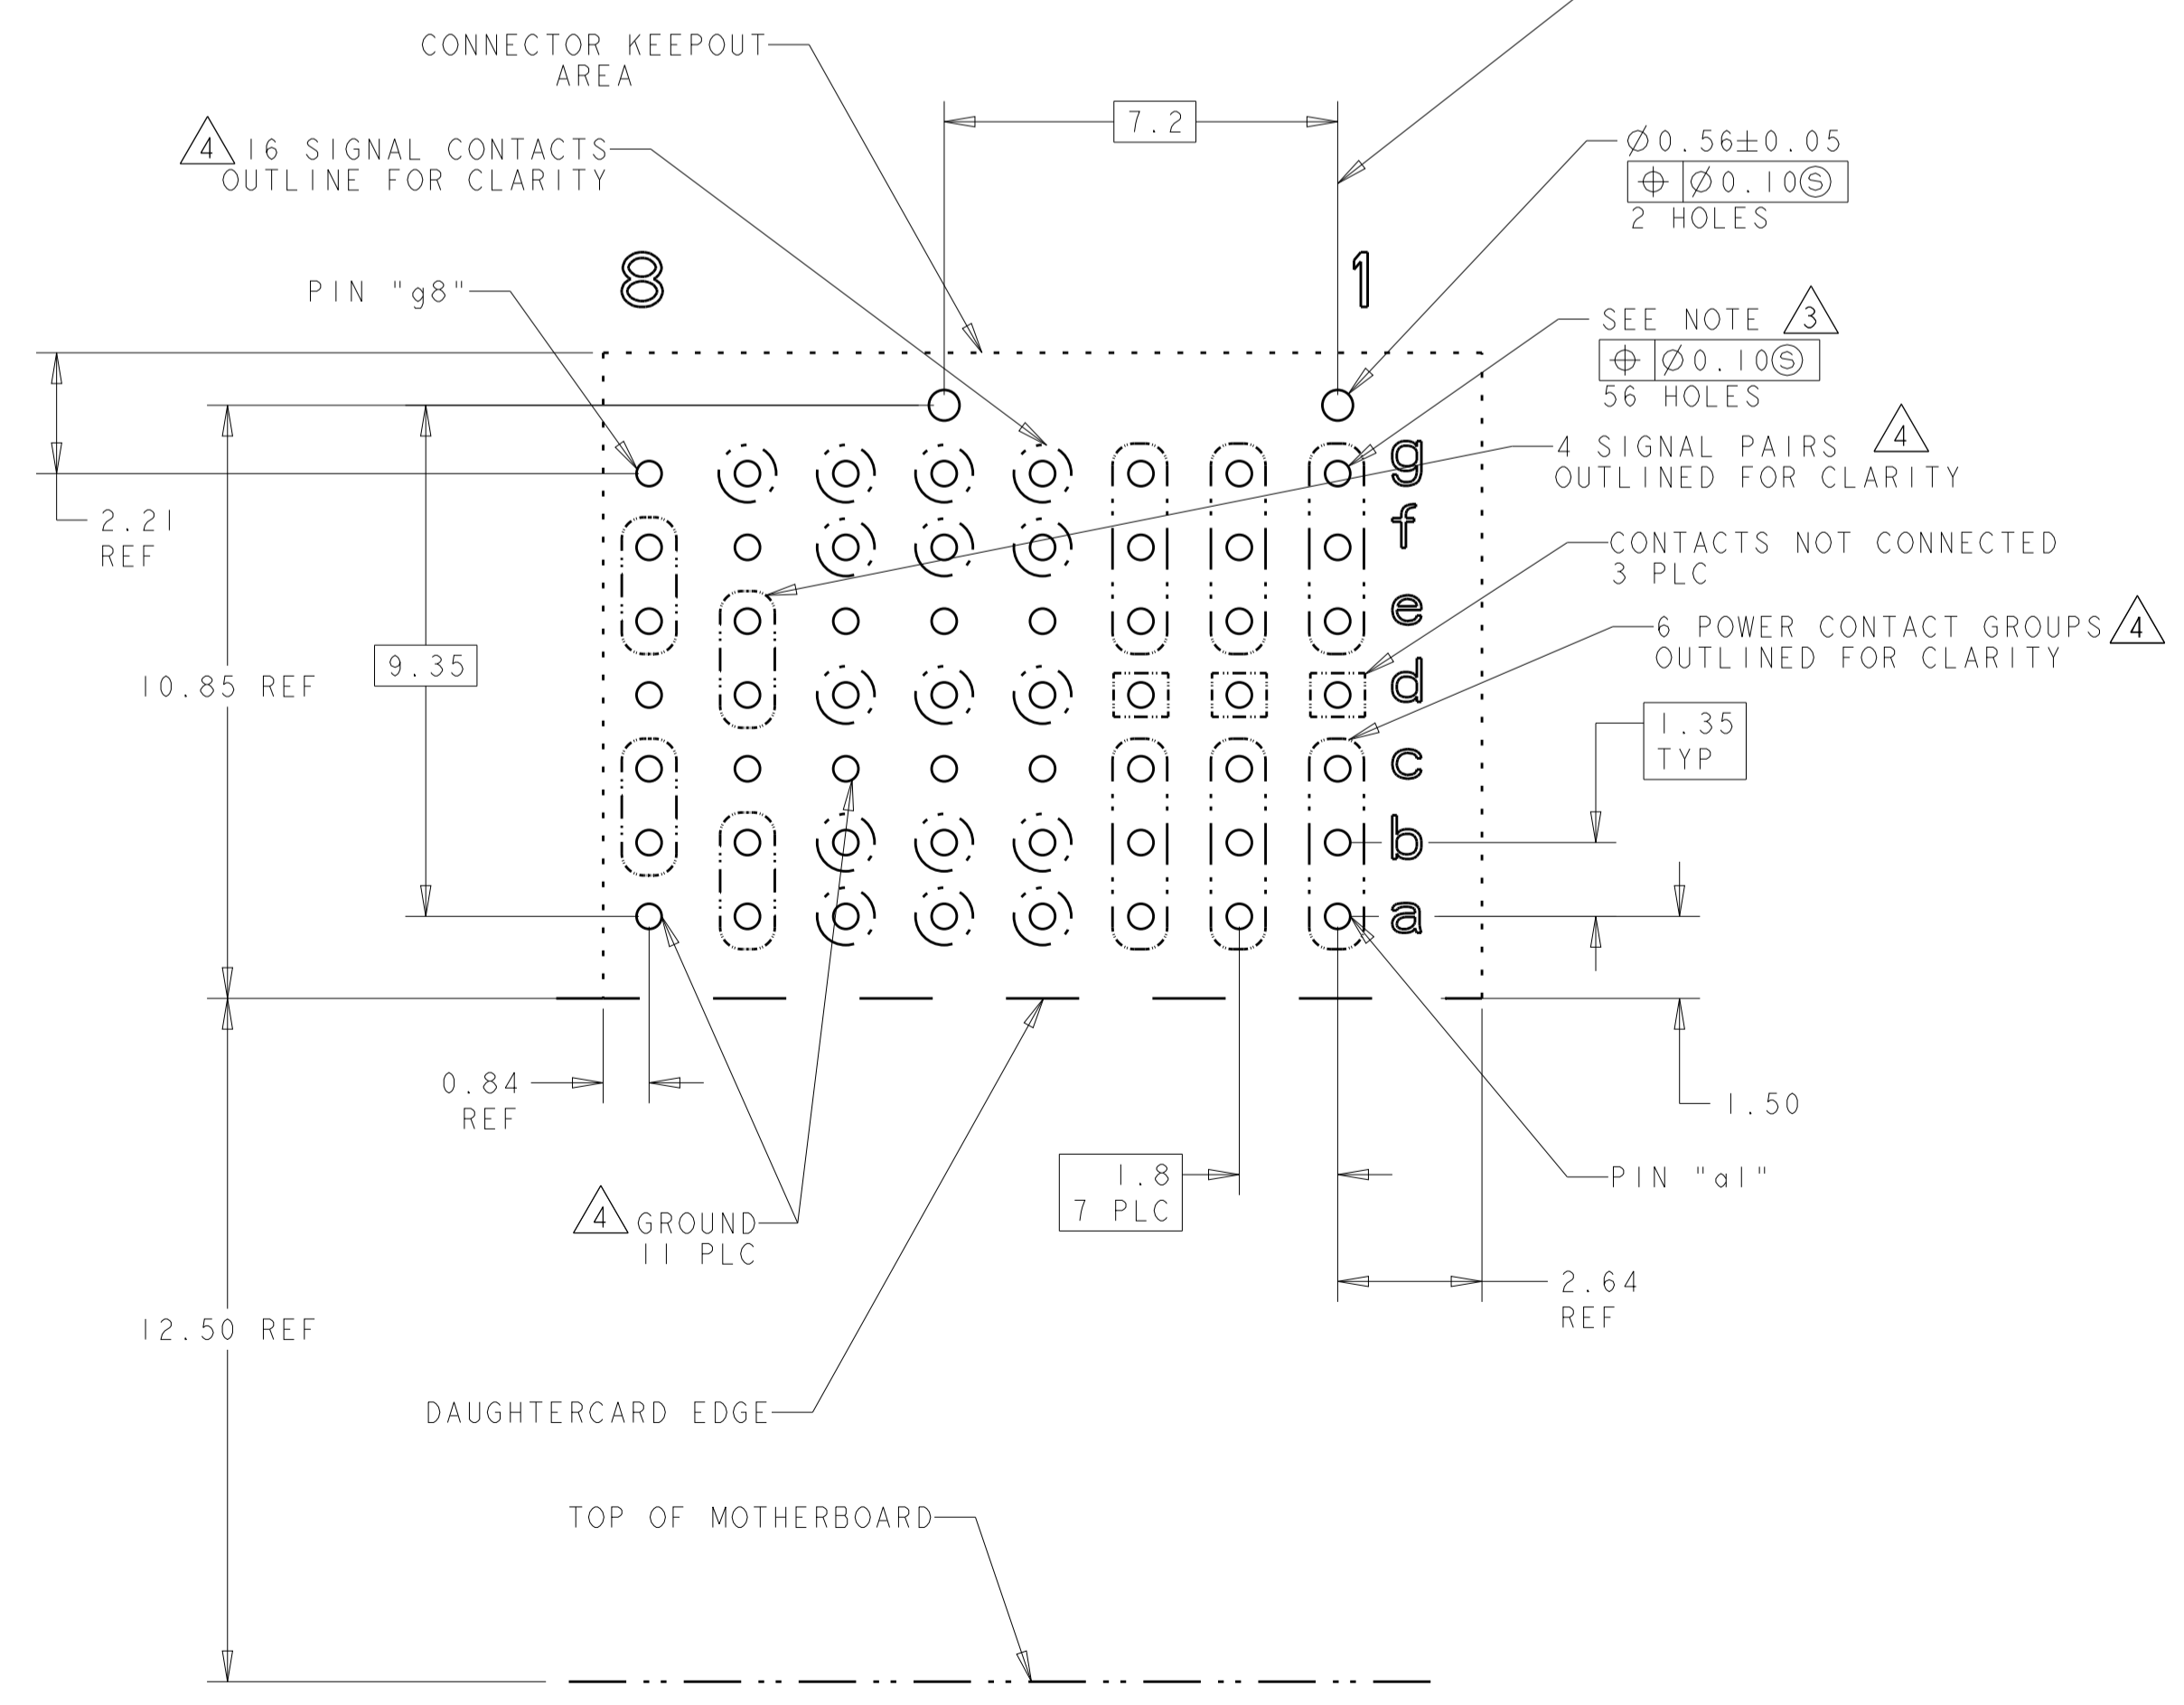 CONNECTOR KEEPOUT
AREA
7.2
4 16 SIGNAL CONTACTS
OUTLINE FOR CLARITY
Ø0.56±0.05
⌖ Ø0.10Ⓢ
2 HOLES
8
1
PIN "g8"
SEE NOTE 3
⌖ Ø0.10Ⓢ
56 HOLES
g
4 SIGNAL PAIRS 4
OUTLINED FOR CLARITY
2.21
REF
f
CONTACTS NOT CONNECTED
3 PLC
e
6 POWER CONTACT GROUPS 4
OUTLINED FOR CLARITY
9.35
10.85 REF
d
1.35
TYP
c
b
a
0.84
REF
1.50
1.8
7 PLC
PIN "a1"
4 GROUND
11 PLC
2.64
REF
12.50 REF
DAUGHTERCARD EDGE
TOP OF MOTHERBOARD